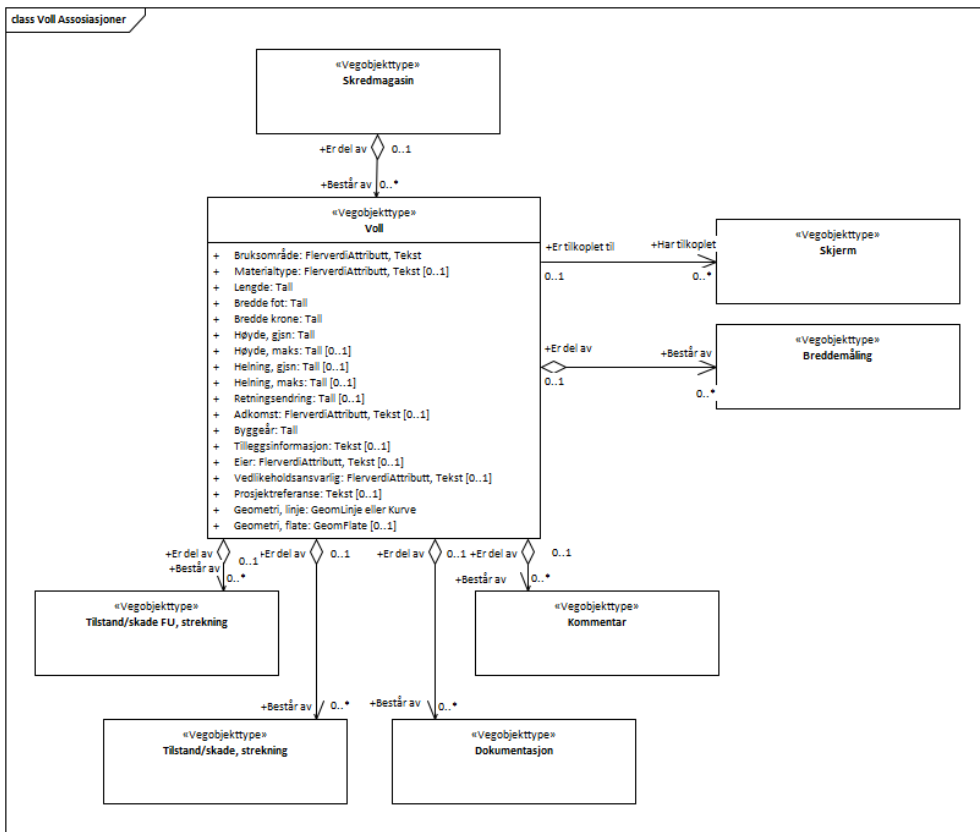 class Voll Assosiasjoner
«Vegobjekttype»
Skredmagasin
+Er del av 0..1
+Består av 0..*
«Vegobjekttype»
Voll
+ Bruksområde: FlerverdiAttributt, Tekst
+ Materialtype: FlerverdiAttributt, Tekst [0..1]
+ Lengde: Tall
+ Bredde fot: Tall
+ Bredde krone: Tall
+ Høyde, gjsn: Tall
+ Høyde, maks: Tall [0..1]
+ Helning, gjsn: Tall [0..1]
+ Helning, maks: Tall [0..1]
+ Retningsendring: Tall [0..1]
+ Adkomst: FlerverdiAttributt, Tekst [0..1]
+ Byggeår: Tall
+ Tilleggsinformasjon: Tekst [0..1]
+ Eier: FlerverdiAttributt, Tekst [0..1]
+ Vedlikeholdsansvarlig: FlerverdiAttributt, Tekst [0..1]
+ Prosjektreferanse: Tekst [0..1]
+ Geometri, linje: GeomLinje eller Kurve
+ Geometri, flate: GeomFlate [0..1]
+Er tilkoplet til +Har tilkoplet
0..1 0..*
«Vegobjekttype»
Skjerm
+Er del av +Består av
0..1 0..*
«Vegobjekttype»
Breddemåling
+Er del av 0..1
+Består av 0..*
«Vegobjekttype»
Tilstand/skade FU, strekning
+Er del av 0..1
+Består av 0..*
«Vegobjekttype»
Tilstand/skade, strekning
+Er del av 0..1
+Består av 0..*
«Vegobjekttype»
Dokumentasjon
+Er del av 0..1
+Består av 0..*
«Vegobjekttype»
Kommentar